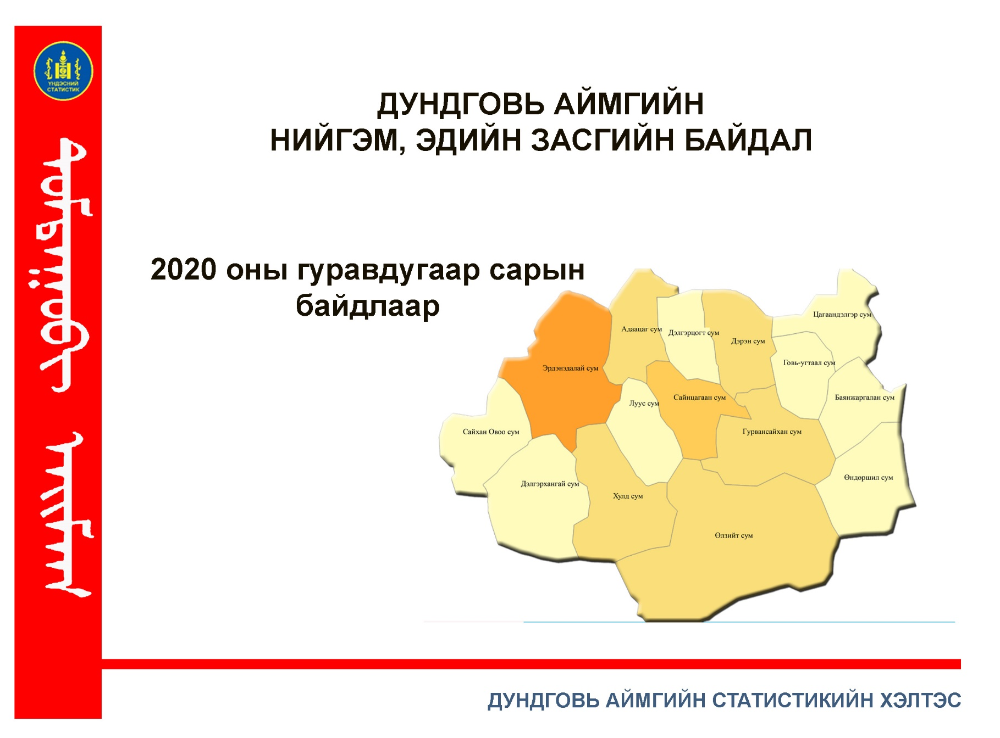 ҮНДЭСНИЙ
СТАТИСТИК
ДУНДГОВЬ АЙМГИЙН
НИЙГЭМ, ЭДИЙН ЗАСГИЙН БАЙДАЛ
2020 оны гуравдугаар сарын
байдлаар
Цагаандэлгэр сум
Адаацаг сум
Дэлгэрцогт сум
Дэрэн сум
Говь-угтаал сум
Эрдэнэдалай сум
Сайнцагаан сум
Баянжаргалан сум
Луус сум
Сайхан Овоо сум
Гурвансайхан сум
Өндөршил сум
Дэлгэрхангай сум
Хулд сум
Өлзийт сум
ДУНДГОВЬ АЙМГИЙН СТАТИСТИКИЙН ХЭЛТЭС